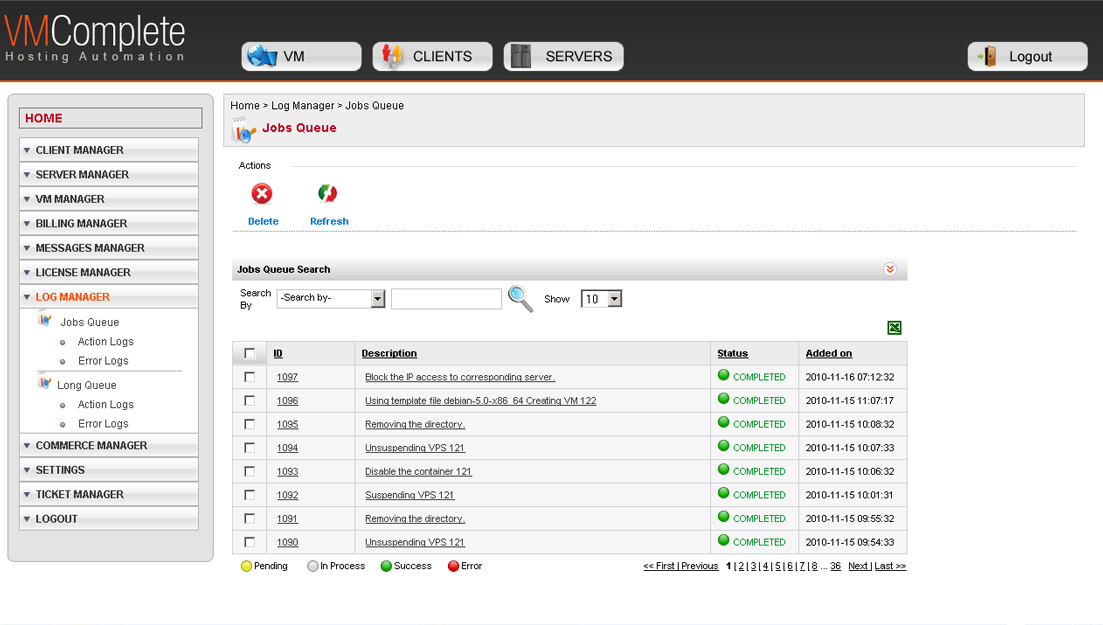 VMComplete
Hosting Automation
VM
CLIENTS
SERVERS
Logout
HOME
CLIENT MANAGER
SERVER MANAGER
VM MANAGER
BILLING MANAGER
MESSAGES MANAGER
LICENSE MANAGER
LOG MANAGER
Jobs Queue
Action Logs
Error Logs
Long Queue
Action Logs
Error Logs
COMMERCE MANAGER
SETTINGS
TICKET MANAGER
LOGOUT
Home > Log Manager > Jobs Queue
Jobs Queue
Actions
Delete Refresh
Jobs Queue Search
Search By -Search by- Show 10
ID Description Status Added on
1097 Block the IP access to corresponding server. COMPLETED 2010-11-16 07:12:32
1096 Using template file debian-5.0-x86_64 Creating VM 122 COMPLETED 2010-11-15 11:07:17
1095 Removing the directory. COMPLETED 2010-11-15 10:08:32
1094 Unsuspending VPS 121 COMPLETED 2010-11-15 10:07:33
1093 Disable the container 121 COMPLETED 2010-11-15 10:06:32
1092 Suspending VPS 121 COMPLETED 2010-11-15 10:01:31
1091 Removing the directory. COMPLETED 2010-11-15 09:55:32
1090 Unsuspending VPS 121 COMPLETED 2010-11-15 09:54:33
Pending In Process Success Error << First | Previous 1 | 2 | 3 | 4 | 5 | 6 | 7 | 8 ... 36 Next | Last >>